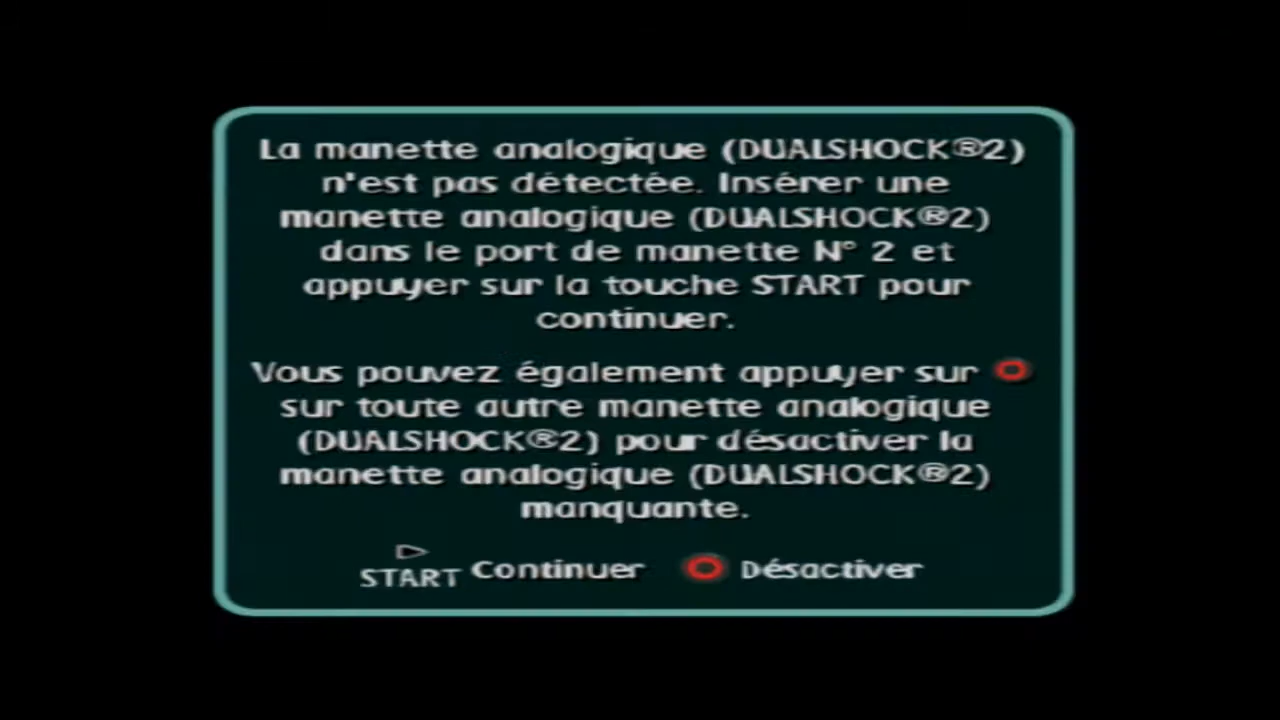 La manette analogique (DUALSHOCK®2)
n'est pas détectée. Insérer une
manette analogique (DUALSHOCK®2)
dans le port de manette N° 2 et
appuyer sur la touche START pour
continuer.
Vous pouvez également appuyer sur
sur toute autre manette analogique
(DUALSHOCK®2) pour désactiver la
manette analogique (DUALSHOCK®2)
manquante.
START Continuer Désactiver